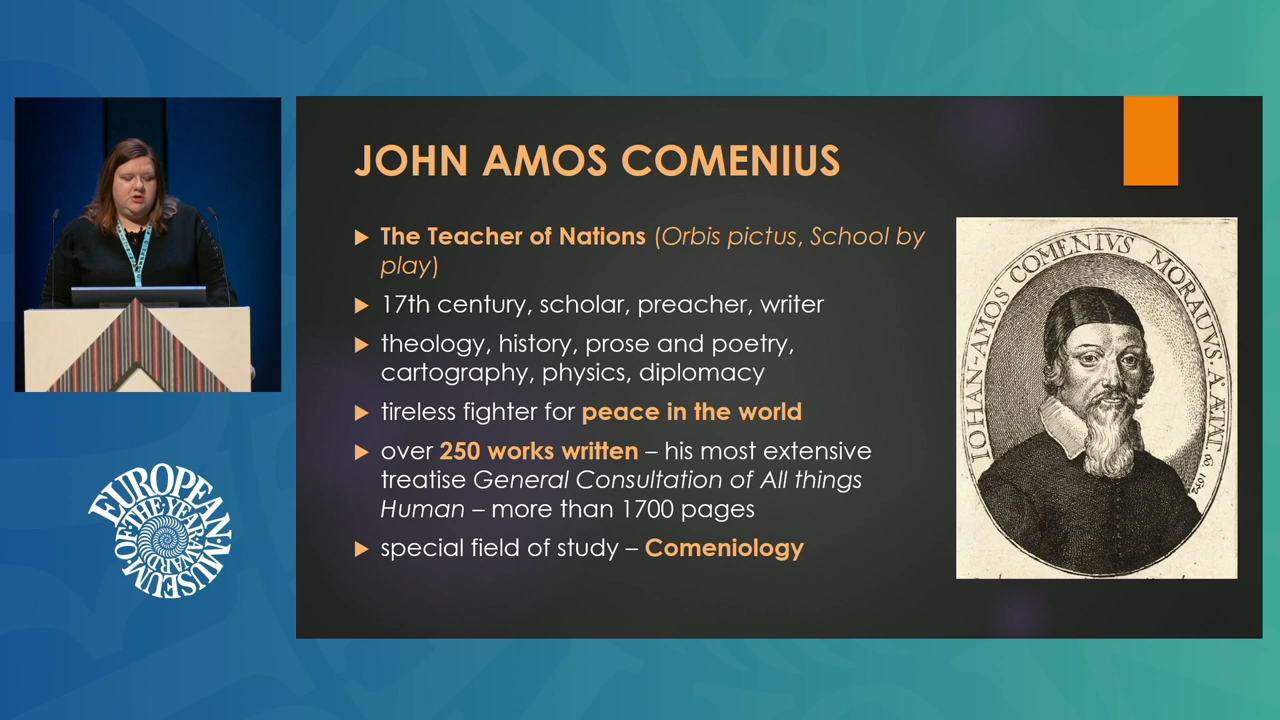 JOHN AMOS COMENIUS
The Teacher of Nations (Orbis pictus, School by
play)
17th century, scholar, preacher, writer
theology, history, prose and poetry,
cartography, physics, diplomacy
tireless fighter for peace in the world
over 250 works written – his most extensive
treatise General Consultation of All things
Human – more than 1700 pages
special field of study – Comeniology
IOHAN-AMOS COMENIVS MORAUVS. A. ÆTAT
EUROPEAN·MUSEUM
·OF·THE·YEAR·AWARD·